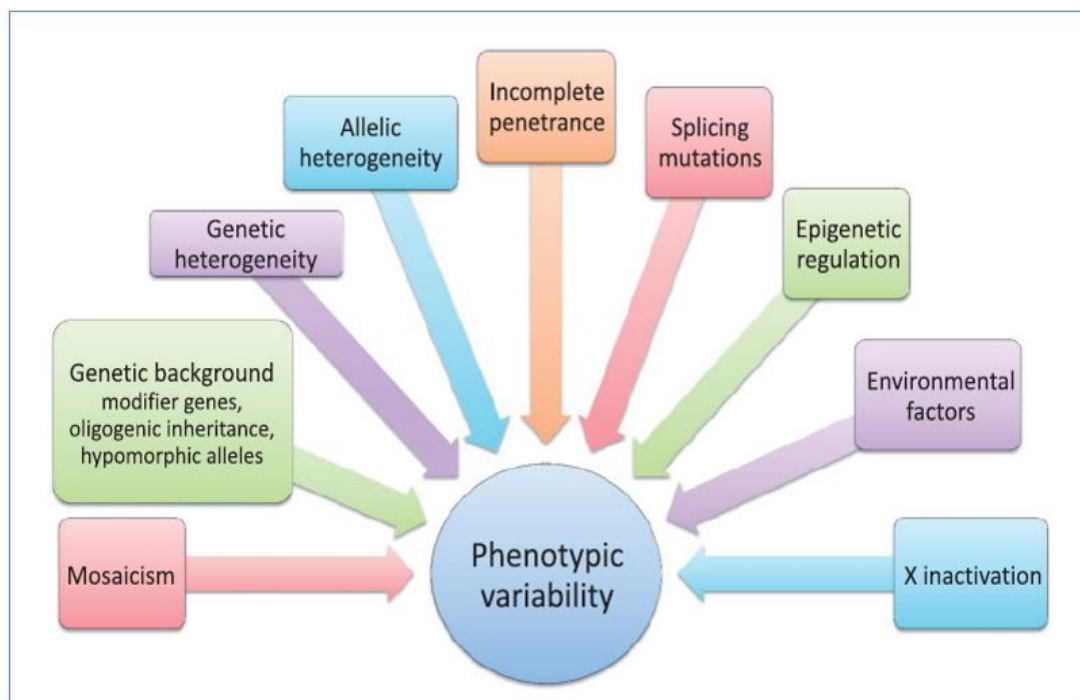 Incomplete
penetrance
Allelic
heterogeneity
Splicing
mutations
Genetic
heterogeneity
Epigenetic
regulation
Genetic background
modifier genes,
oligogenic inheritance,
hypomorphic alleles
Environmental
factors
Mosaicism
Phenotypic
variability
X inactivation